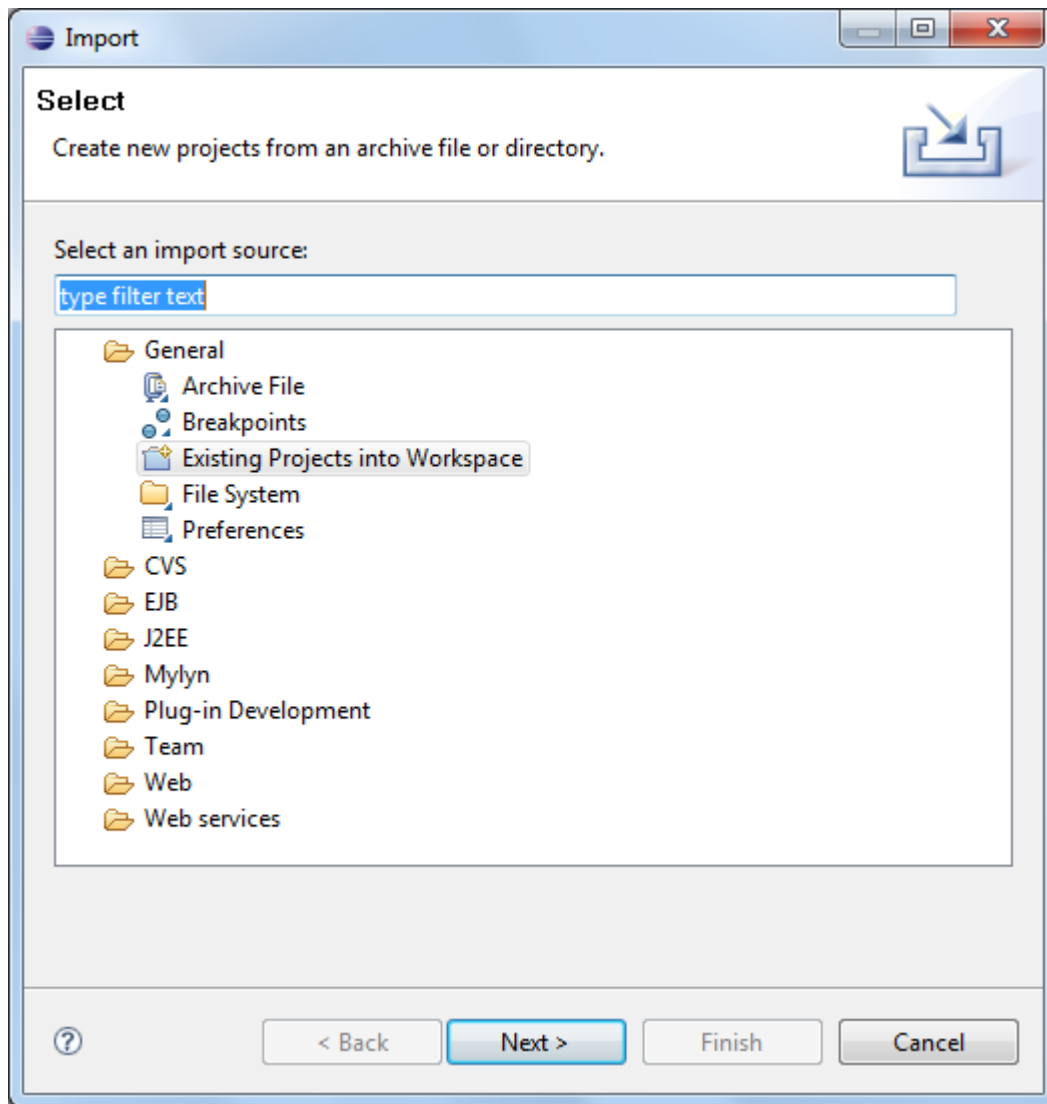 Import
Select
Create new projects from an archive file or directory.
Select an import source:
type filter text
General
Archive File
Breakpoints
Existing Projects into Workspace
File System
Preferences
CVS
EJB
J2EE
Mylyn
Plug-in Development
Team
Web
Web services
? < Back Next > Finish Cancel